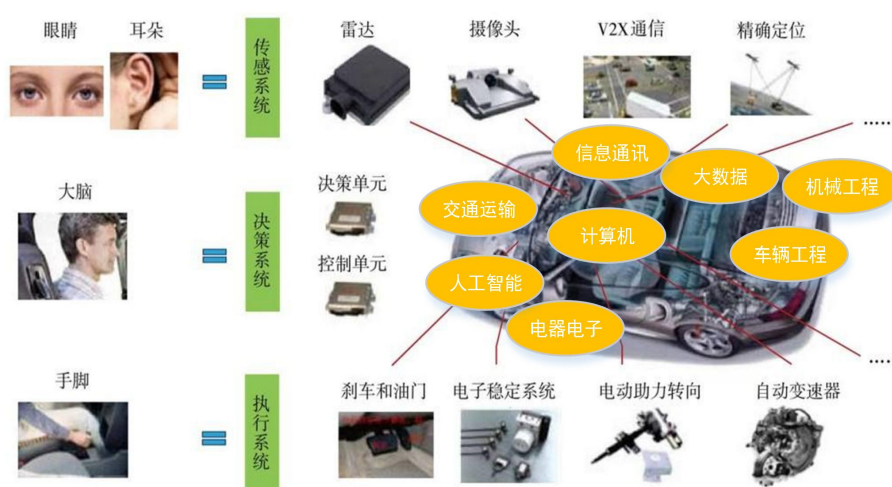 眼睛 耳朵
传感系统
雷达 摄像头 V2X通信 精确定位
……
信息通讯
大数据
机械工程
大脑
决策系统
决策单元
控制单元
交通运输
计算机
车辆工程
人工智能
电器电子
……
手脚
执行系统
刹车和油门 电子稳定系统 电动助力转向 自动变速器